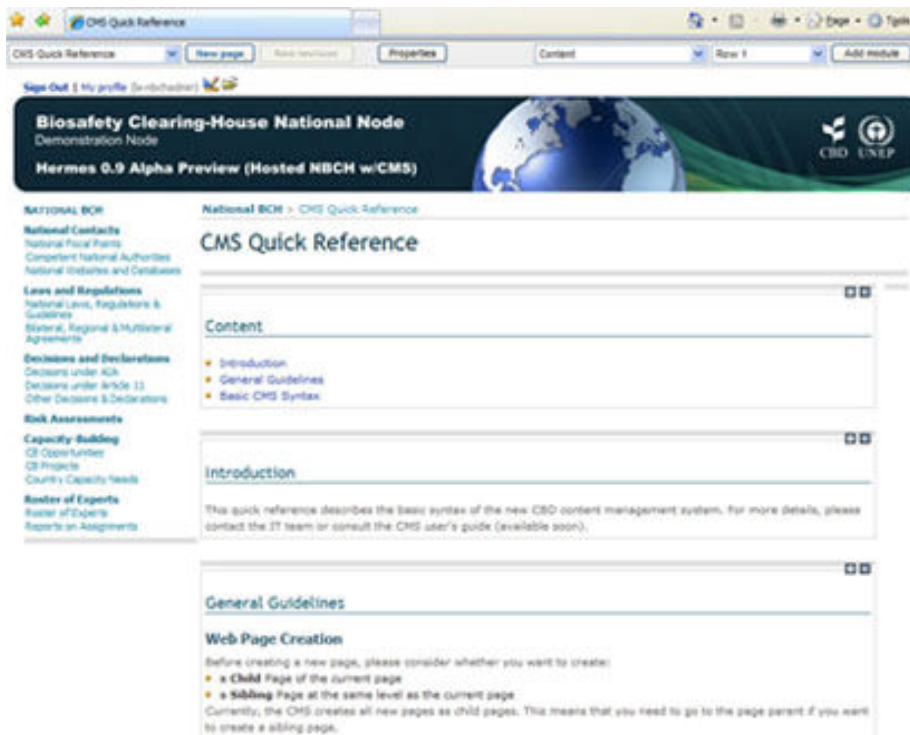 CMS Quick Reference
Page
CMS Quick Reference
New page
Properties
Content
Row 1
Add module
Sign Out | My profile
Biosafety Clearing-House National Node
Demonstration Node
Hermes 0.9 Alpha Preview (Hosted NBCH w/CMS)
CBD UNEP
NATIONAL BCH
National Contacts
National Focal Points
Competent National Authorities
National Websites and Databases
Laws and Regulations
National Laws, Regulations &
Guidelines
Bilateral, Regional & Multilateral
Agreements
Decisions and Declarations
Decisions under AIA
Decisions under Article 11
Other Decisions & Declarations
Risk Assessments
Capacity-Building
CB Opportunities
CB Projects
Country Capacity Needs
Roster of Experts
Roster of Experts
Reports on Assignments
National BCH > CMS Quick Reference
CMS Quick Reference
Content
Introduction
General Guidelines
Basic CMS Syntax
Introduction
This quick reference describes the basic syntax of the new CBD content management system. For more details, please
contact the IT team or consult the CMS user's guide (available soon).
General Guidelines
Web Page Creation
Before creating a new page, please consider whether you want to create:
a Child Page of the current page
a Sibling Page at the same level as the current page
Currently, the CMS creates all new pages as child pages. This means that you need to go to the page parent if you want
to create a sibling page.